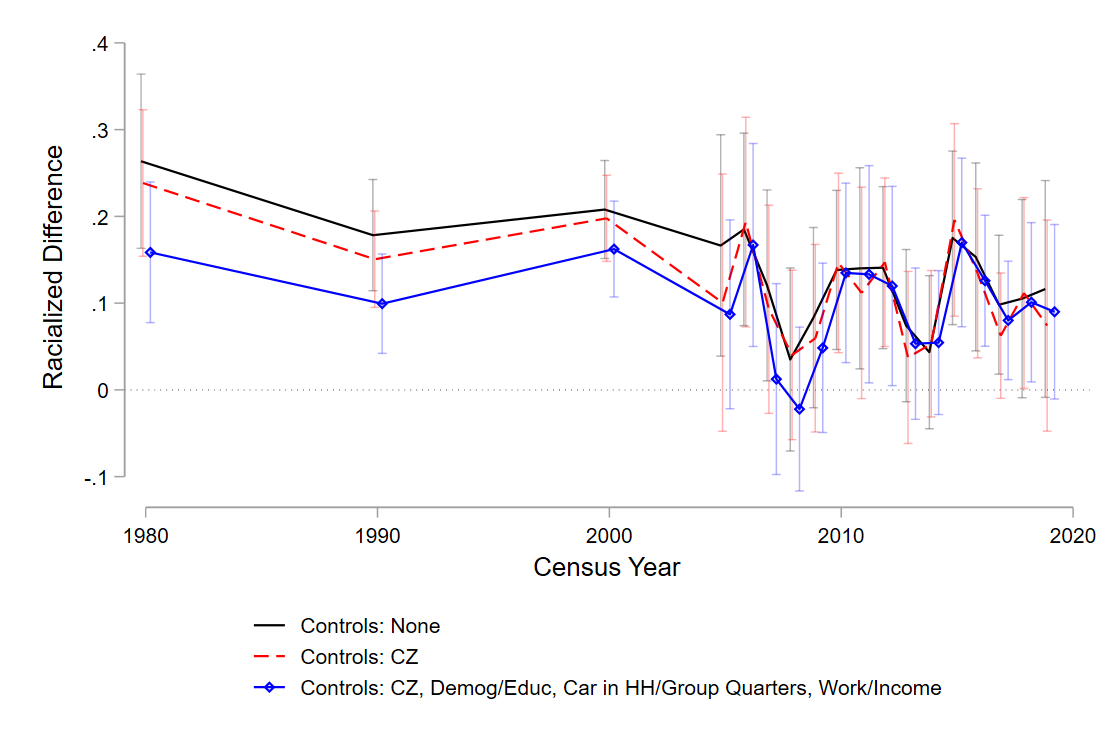 .4
.3
.2
.1
0
-.1
Racialized Difference
1980
1990
2000
2010
2020
Census Year
Controls: None
Controls: CZ
Controls: CZ, Demog/Educ, Car in HH/Group Quarters, Work/Income